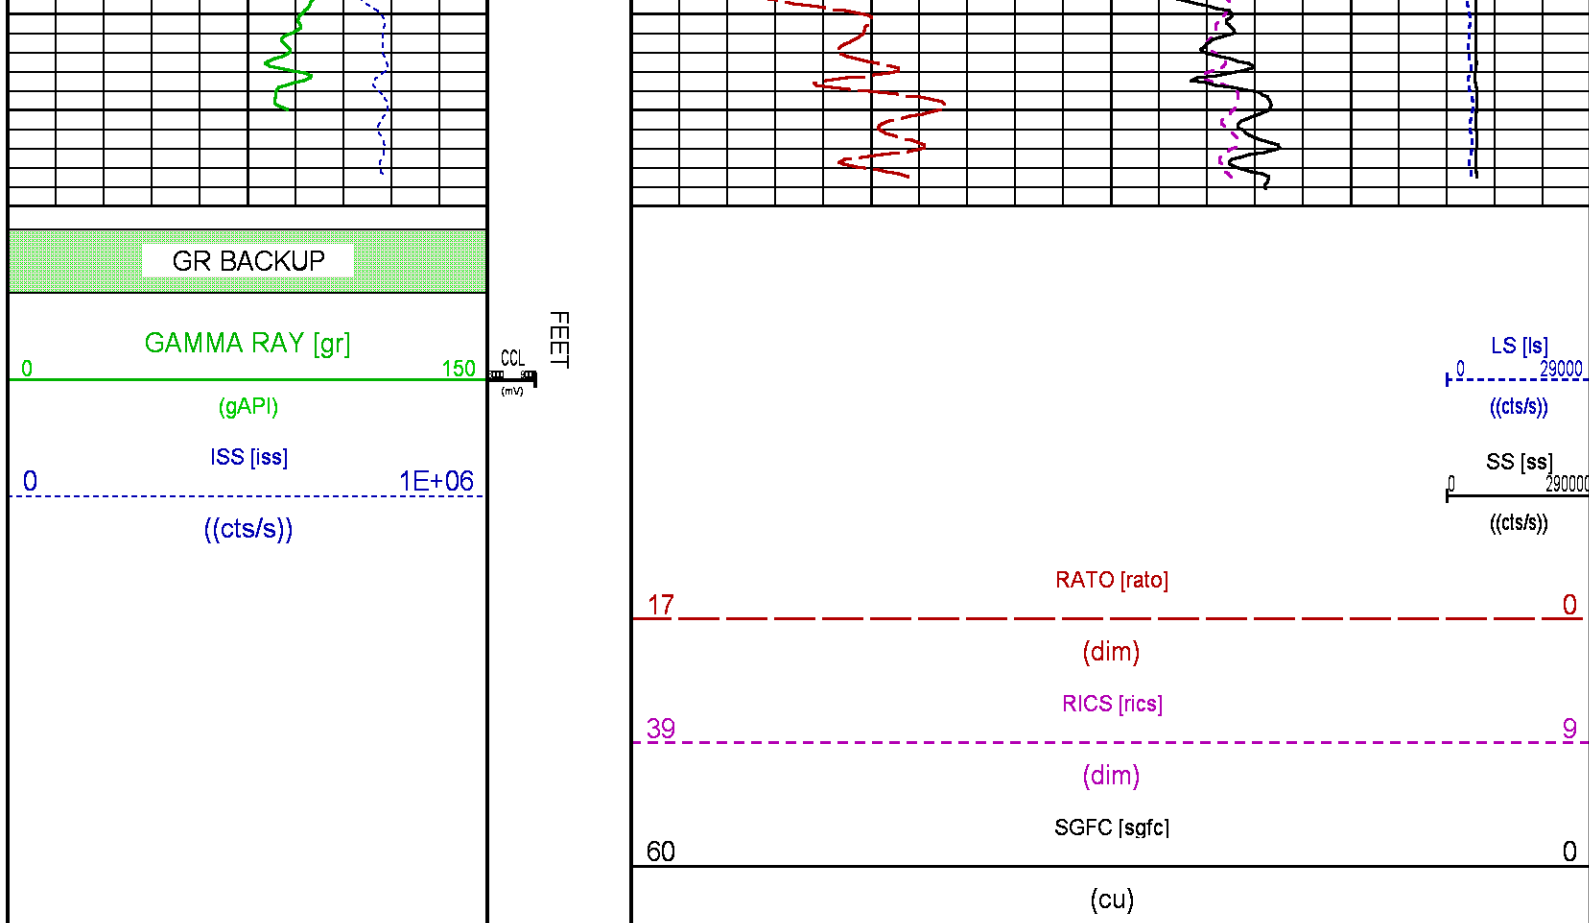 GR BACKUP
GAMMA RAY [gr]
0 150
(gAPI)
ISS [iss]
0 1E+06
((cts/s))
FEET
CCL
(mV)
LS [ls]
0 29000
((cts/s))
SS [ss]
0 290000
((cts/s))
RATO [rato]
17 0
(dim)
RICS [rics]
39 9
(dim)
SGFC [sgfc]
60 0
(cu)